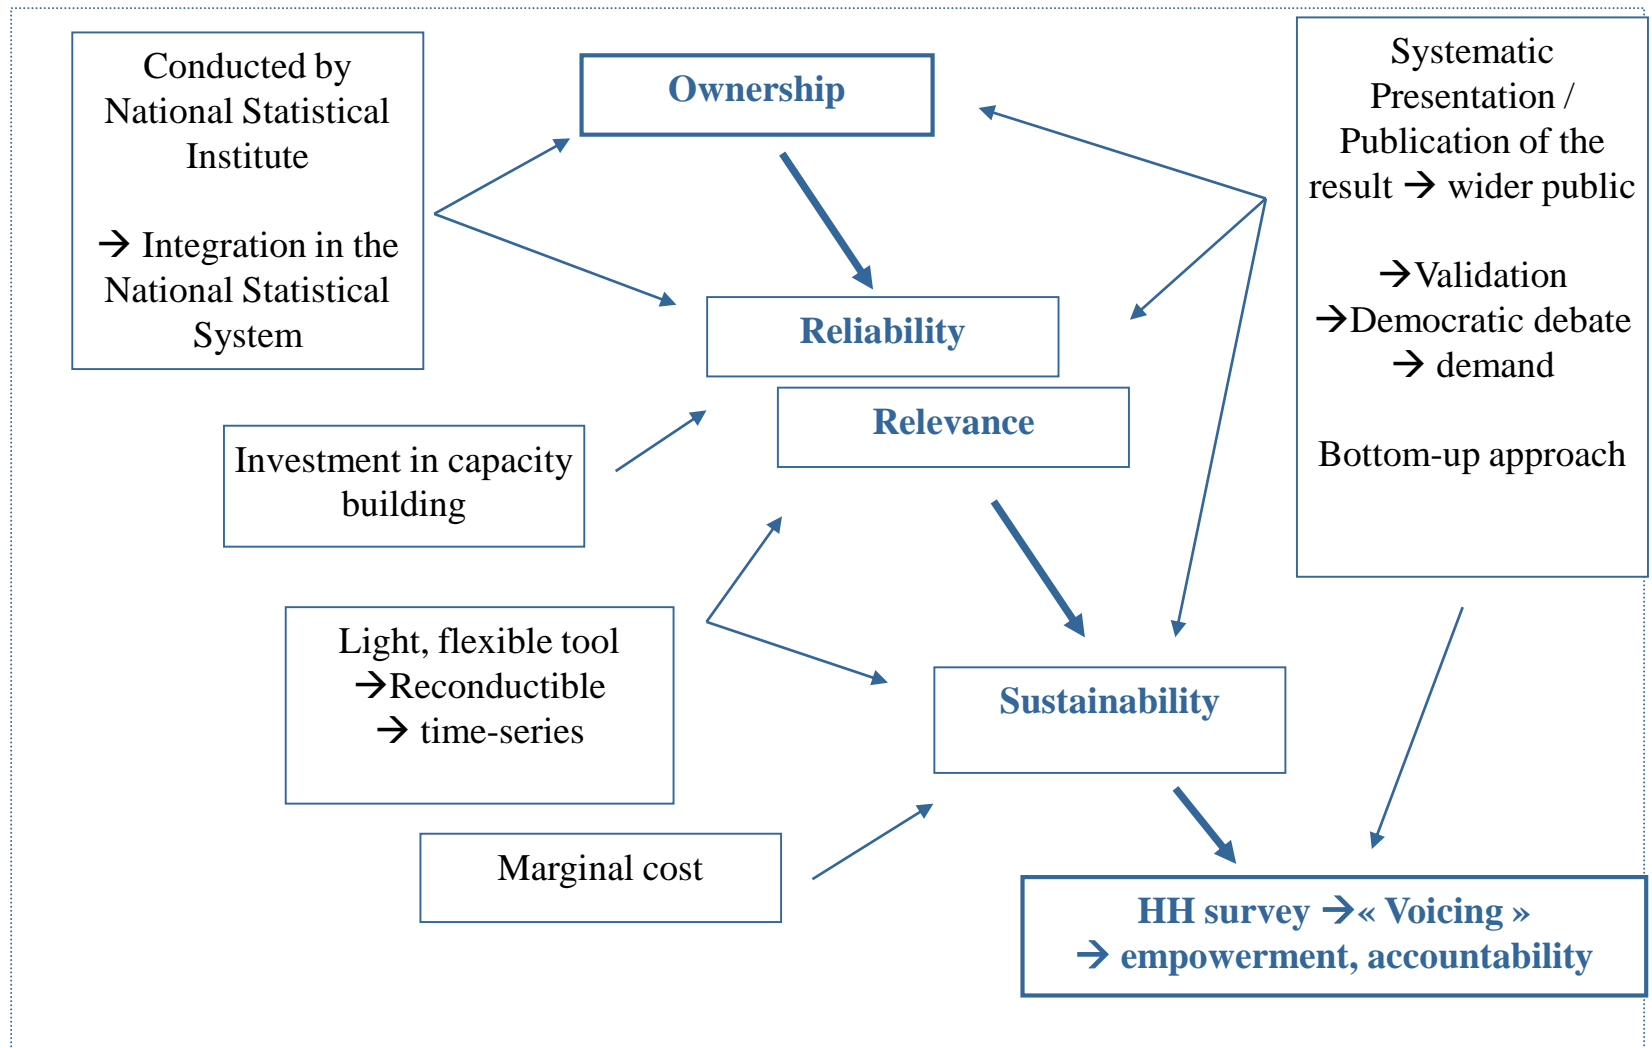 Conducted by
National Statistical
Institute
→ Integration in the
National Statistical
System
Ownership
Systematic
Presentation /
Publication of the
result → wider public
→Validation
→Democratic debate
→ demand
Bottom-up approach
Reliability
Relevance
Investment in capacity
building
Light, flexible tool
→Reconductible
→ time-series
Sustainability
Marginal cost
HH survey →« Voicing »
→ empowerment, accountability